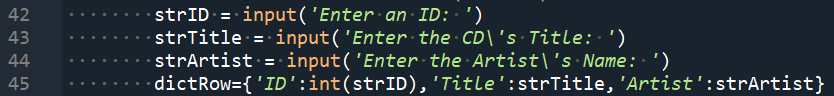 42 strID = input('Enter an ID: ')
43 strTitle = input('Enter the CD\'s Title: ')
44 strArtist = input('Enter the Artist\'s Name: ')
45 dictRow={'ID':int(strID),'Title':strTitle,'Artist':strArtist}